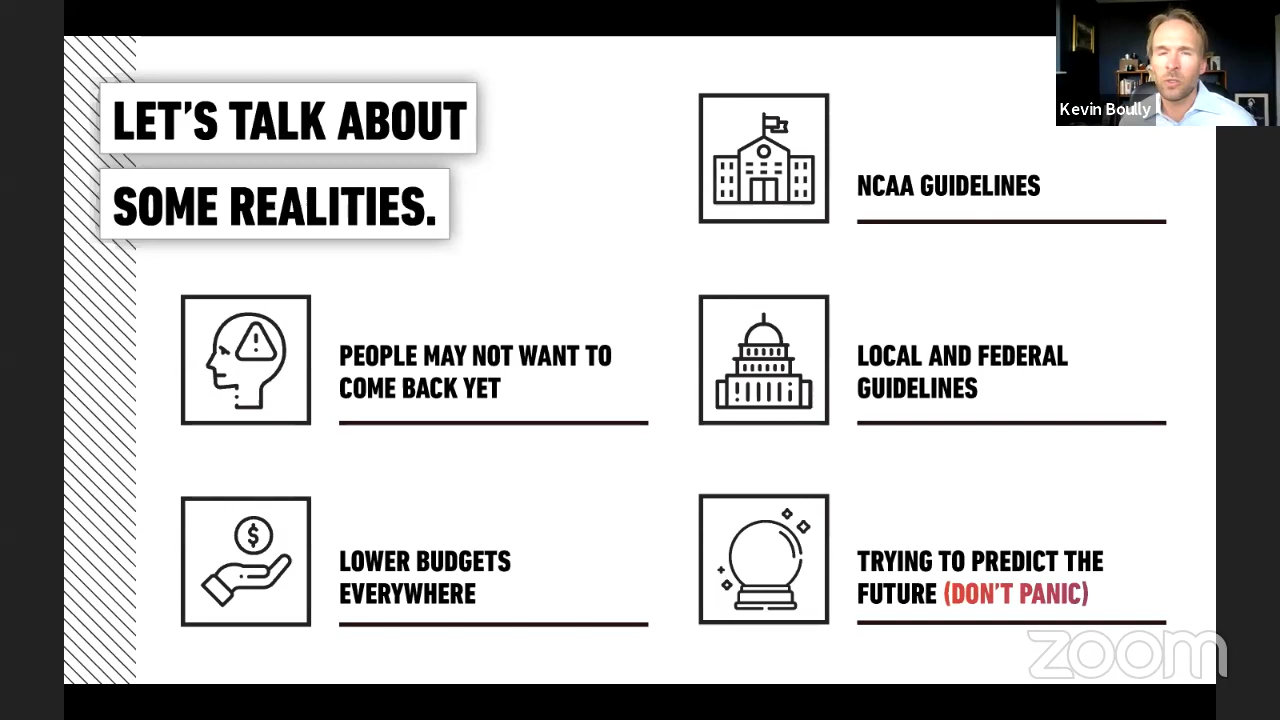 LET'S TALK ABOUT
SOME REALITIES.
Kevin Boully
NCAA GUIDELINES
PEOPLE MAY NOT WANT TO
COME BACK YET
LOCAL AND FEDERAL
GUIDELINES
$
LOWER BUDGETS
EVERYWHERE
TRYING TO PREDICT THE
FUTURE (DON'T PANIC)
zoom